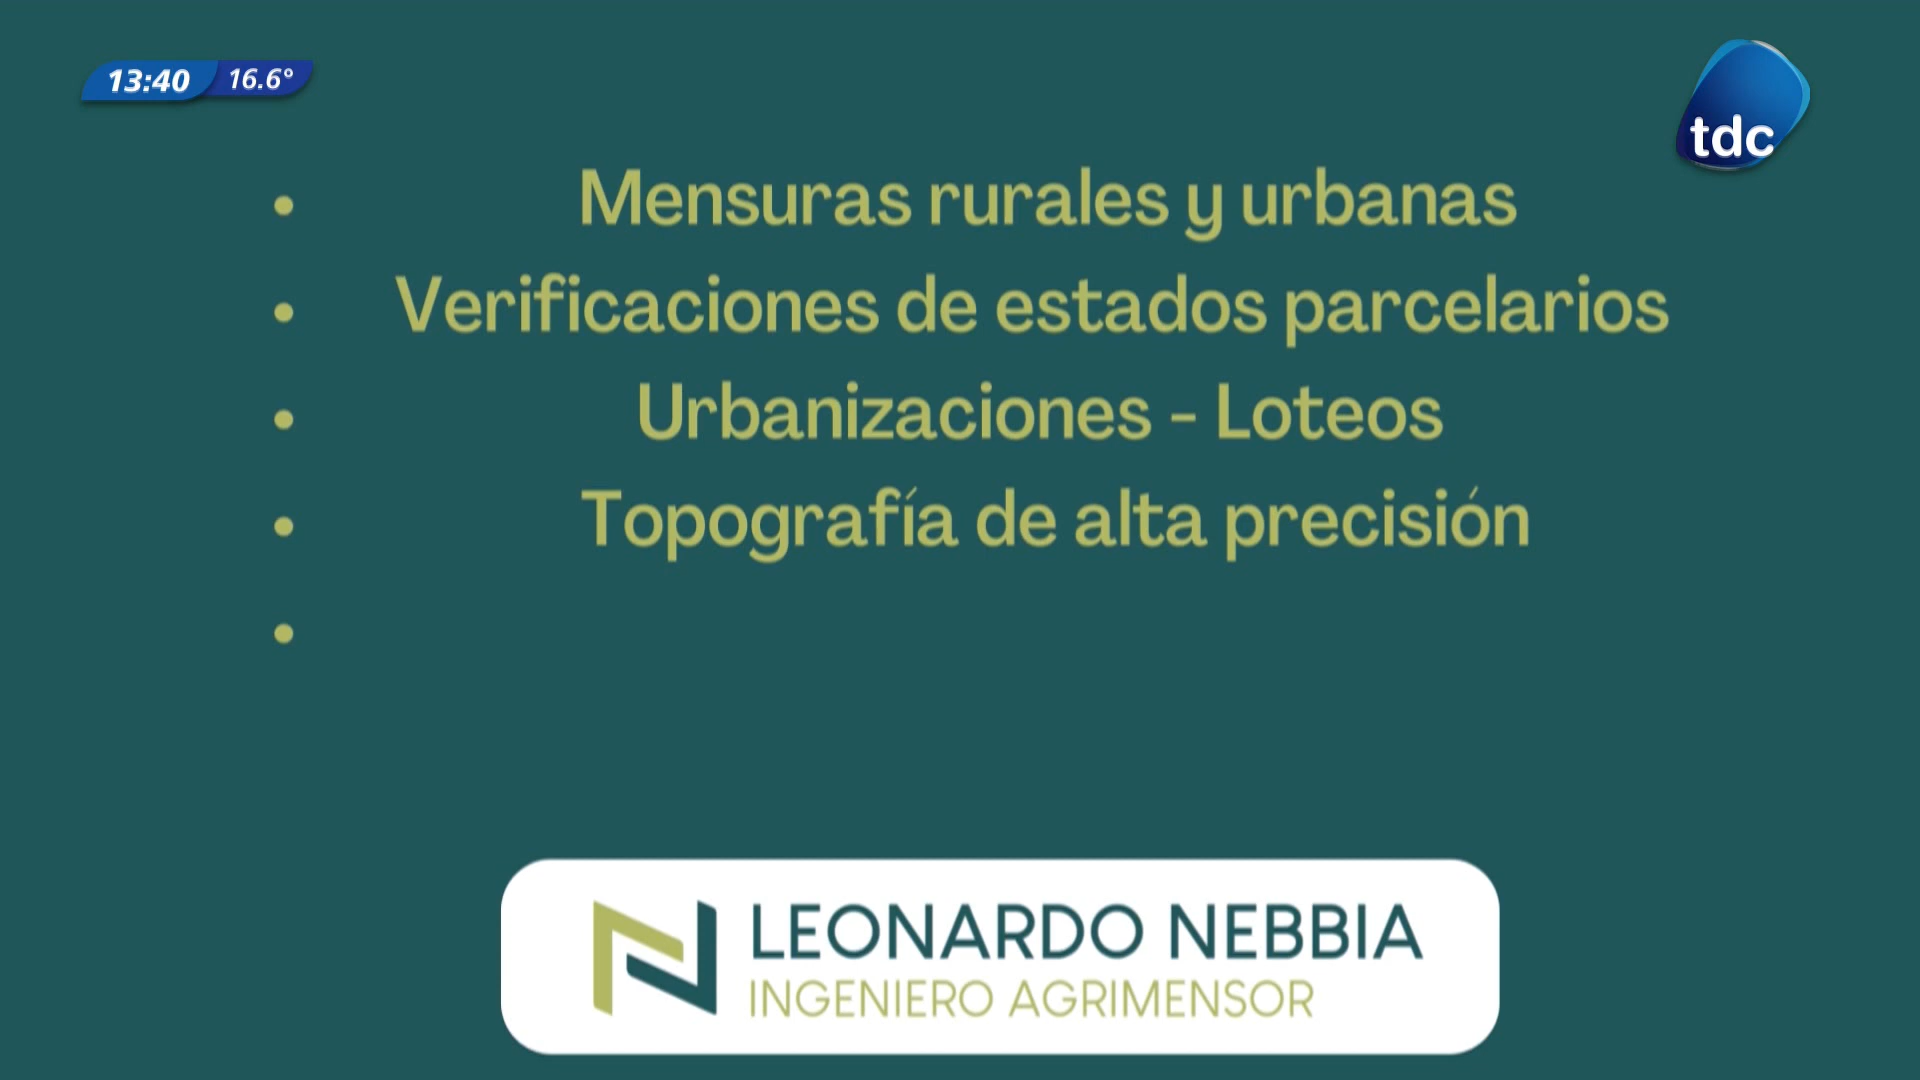 13:40 16.6°
tdc
• Mensuras rurales y urbanas
• Verificaciones de estados parcelarios
• Urbanizaciones - Loteos
• Topografía de alta precisión
•
LEONARDO NEBBIA
INGENIERO AGRIMENSOR